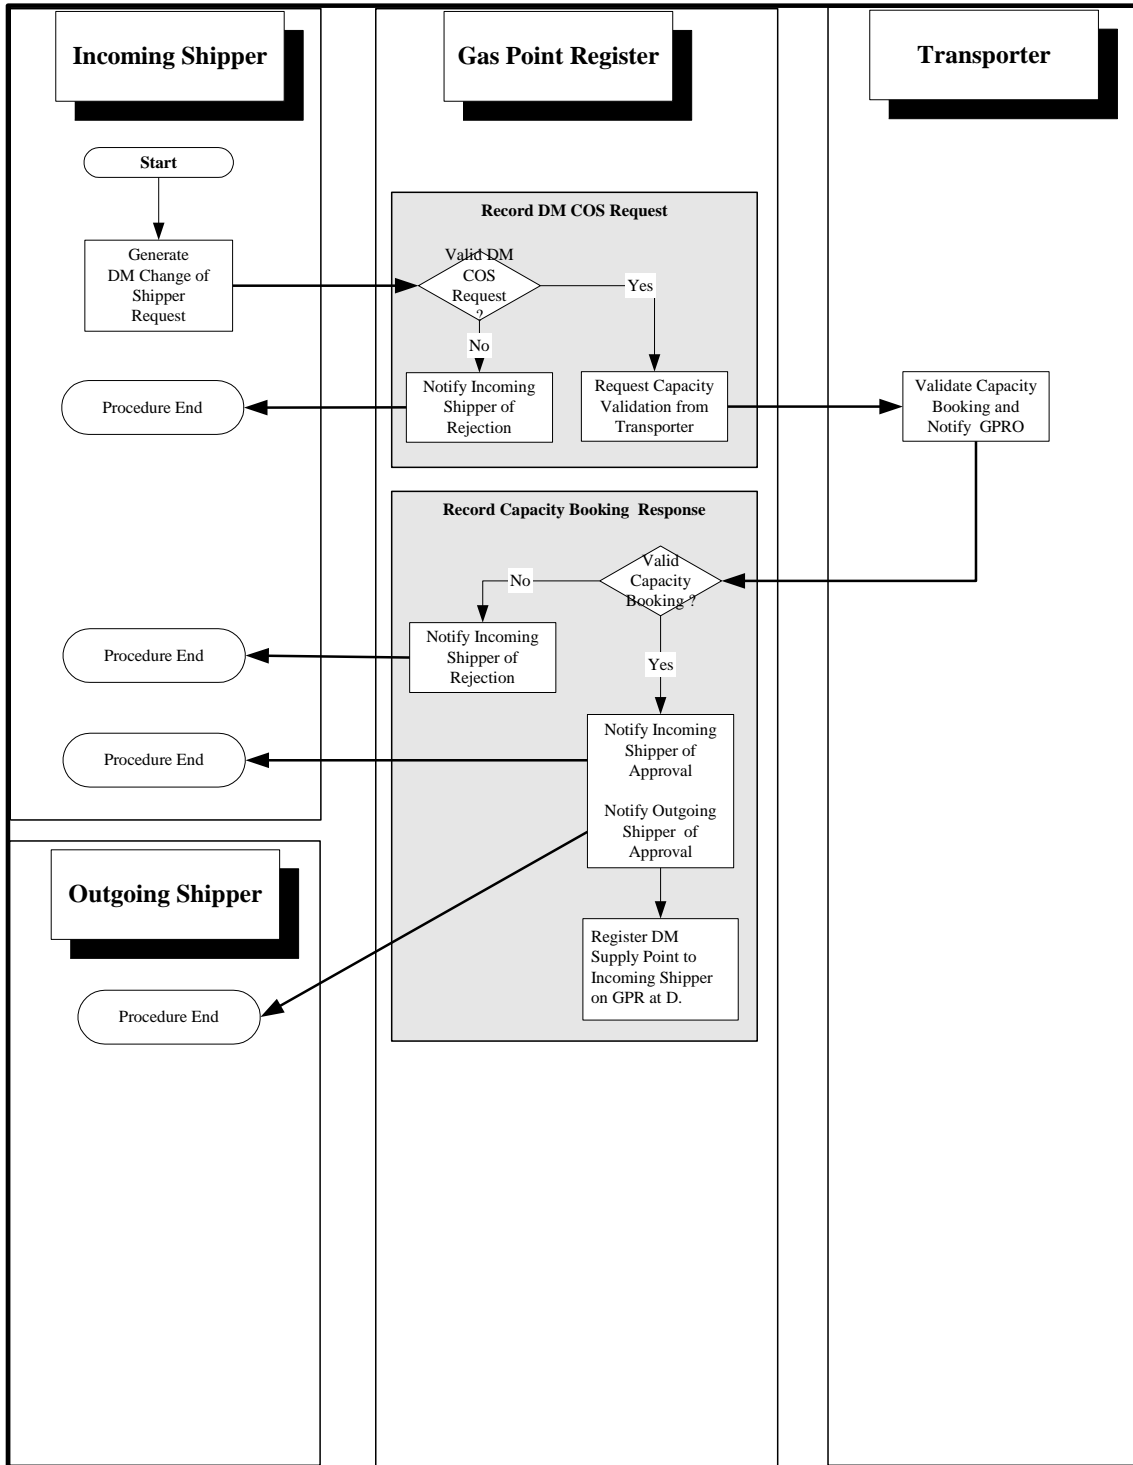 Incoming Shipper
Gas Point Register
Transporter
Start
Record DM COS Request
Generate
DM Change of
Shipper
Request
Valid DM
COS
Request
?
Yes
No
Procedure End
Notify Incoming
Shipper of
Rejection
Request Capacity
Validation from
Transporter
Validate Capacity
Booking and
Notify GPRO
Record Capacity Booking Response
Valid
Capacity
Booking ?
No
Yes
Procedure End
Notify Incoming
Shipper of
Rejection
Procedure End
Notify Incoming
Shipper of
Approval
Notify Outgoing
Shipper of
Approval
Outgoing Shipper
Register DM
Supply Point to
Incoming Shipper
on GPR at D.
Procedure End